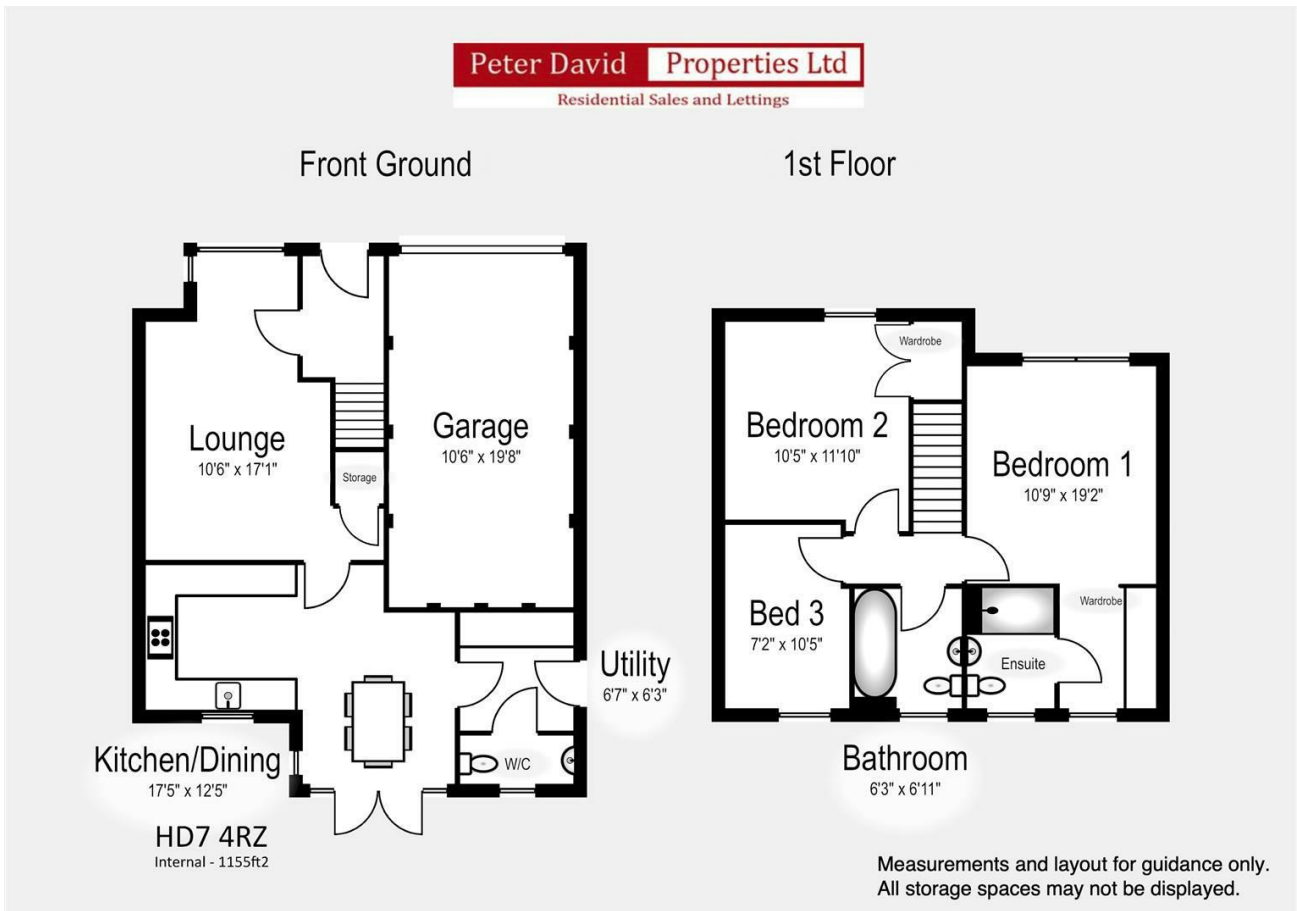 Peter David Properties Ltd
Residential Sales and Lettings
Front Ground
1st Floor
Lounge
10'6" x 17'1"
Garage
10'6" x 19'8"
Storage
Utility
6'7" x 6'3"
W/C
Kitchen/Dining
17'5" x 12'5"
HD7 4RZ
Internal - 1155ft2
Wardrobe
Bedroom 2
10'5" x 11'10"
Bedroom 1
10'9" x 19'2"
Wardrobe
Bed 3
7'2" x 10'5"
Ensuite
Bathroom
6'3" x 6'11"
Measurements and layout for guidance only.
All storage spaces may not be displayed.